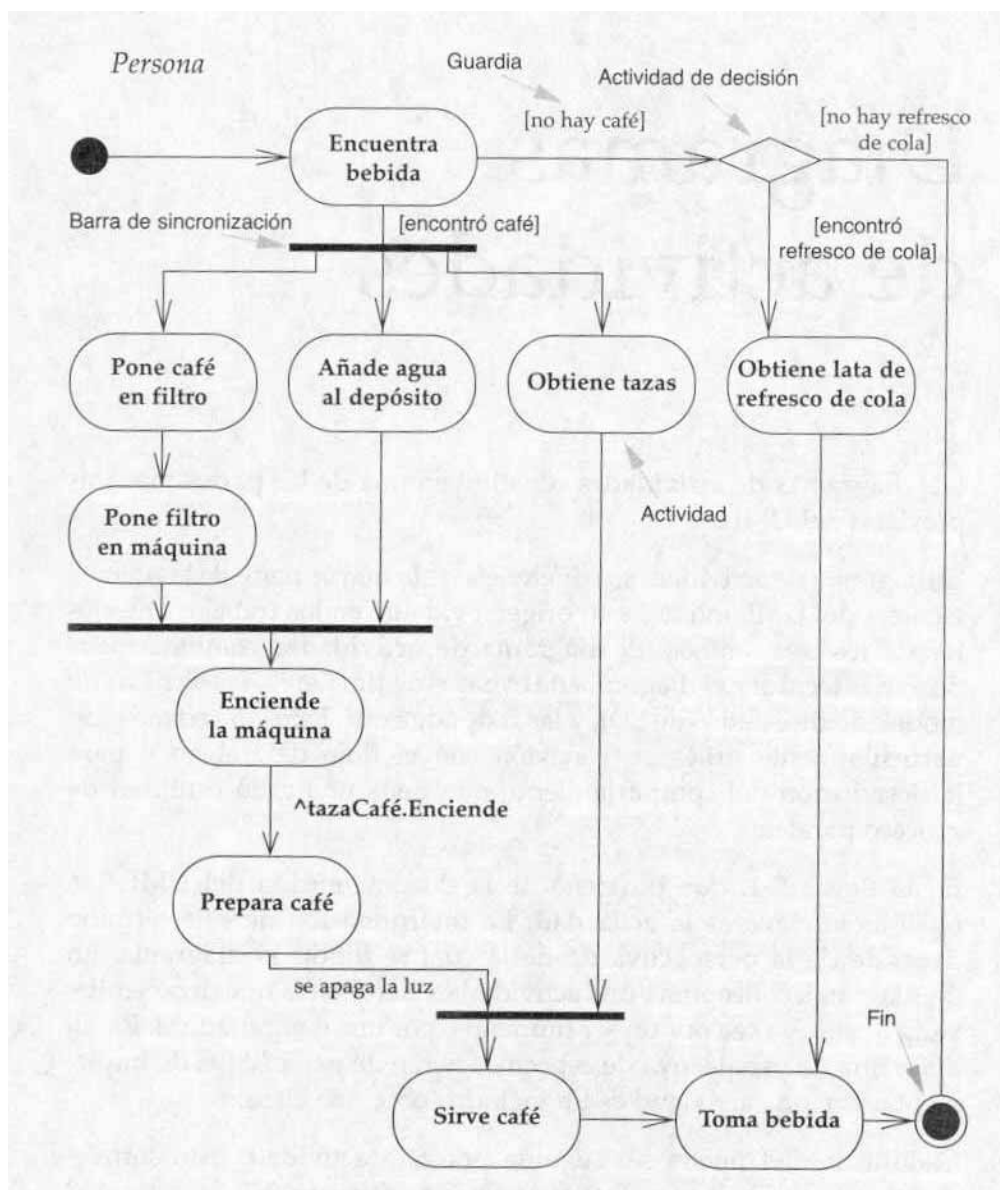 Persona
Guardia
Actividad de decisión
[no hay café]
[no hay refresco
de cola]
Encuentra
bebida
Barra de sincronización
[encontró café]
[encontró
refresco de cola]
Pone café
en filtro
Añade agua
al depósito
Obtiene tazas
Obtiene lata de
refresco de cola
Actividad
Pone filtro
en máquina
Enciende
la máquina
^tazaCafé.Enciende
Prepara café
se apaga la luz
Fin
Sirve café
Toma bebida